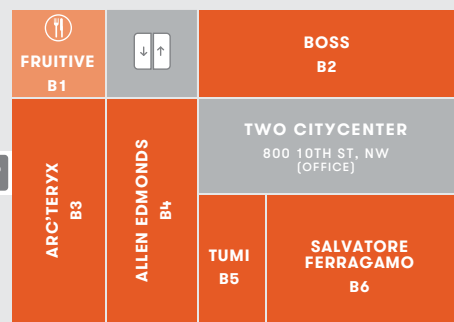 FRUITIVE
B1
BOSS
B2
ARC'TERYX
B3
ALLEN EDMONDS
B4
TWO CITYCENTER
800 10TH ST, NW
(OFFICE)
TUMI
B5
SALVATORE
FERRAGAMO
B6